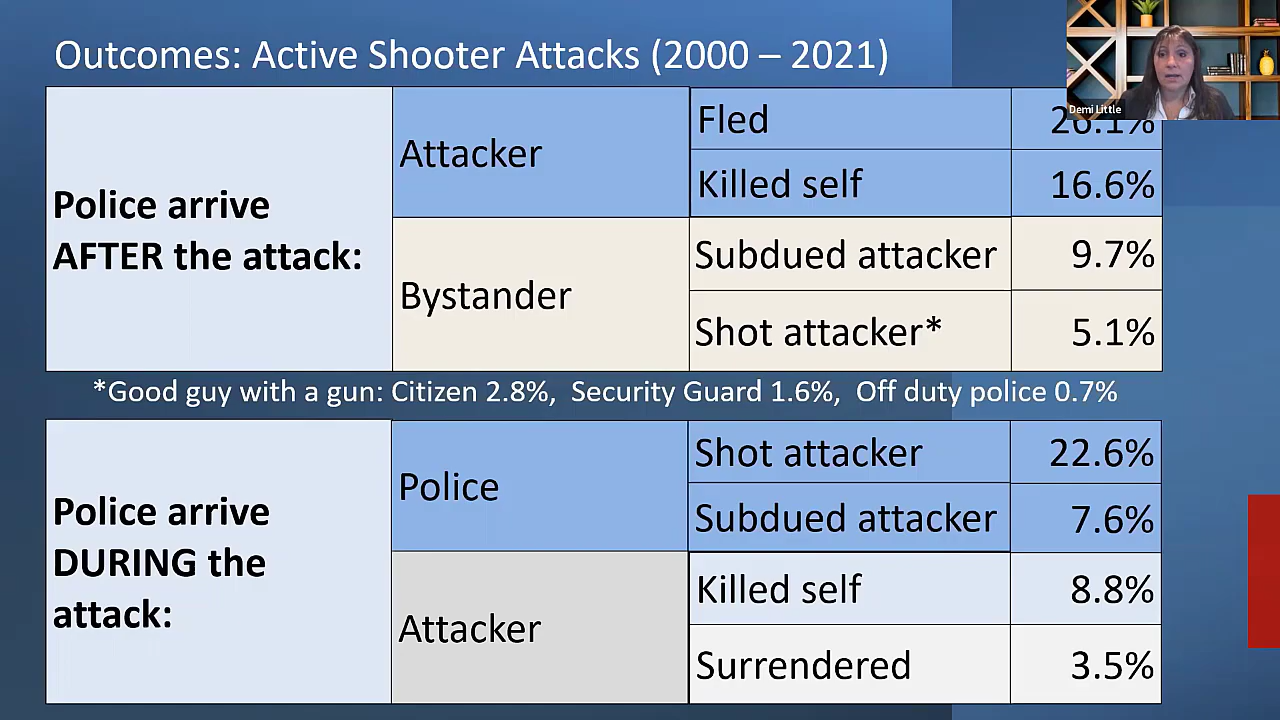 Outcomes: Active Shooter Attacks (2000 – 2021)
Demi Little
Police arrive
AFTER the attack:
Attacker
Fled
26.1%
Killed self
16.6%
Bystander
Subdued attacker
9.7%
Shot attacker*
5.1%
*Good guy with a gun: Citizen 2.8%, Security Guard 1.6%, Off duty police 0.7%
Police arrive
DURING the
attack:
Police
Shot attacker
22.6%
Subdued attacker
7.6%
Attacker
Killed self
8.8%
Surrendered
3.5%